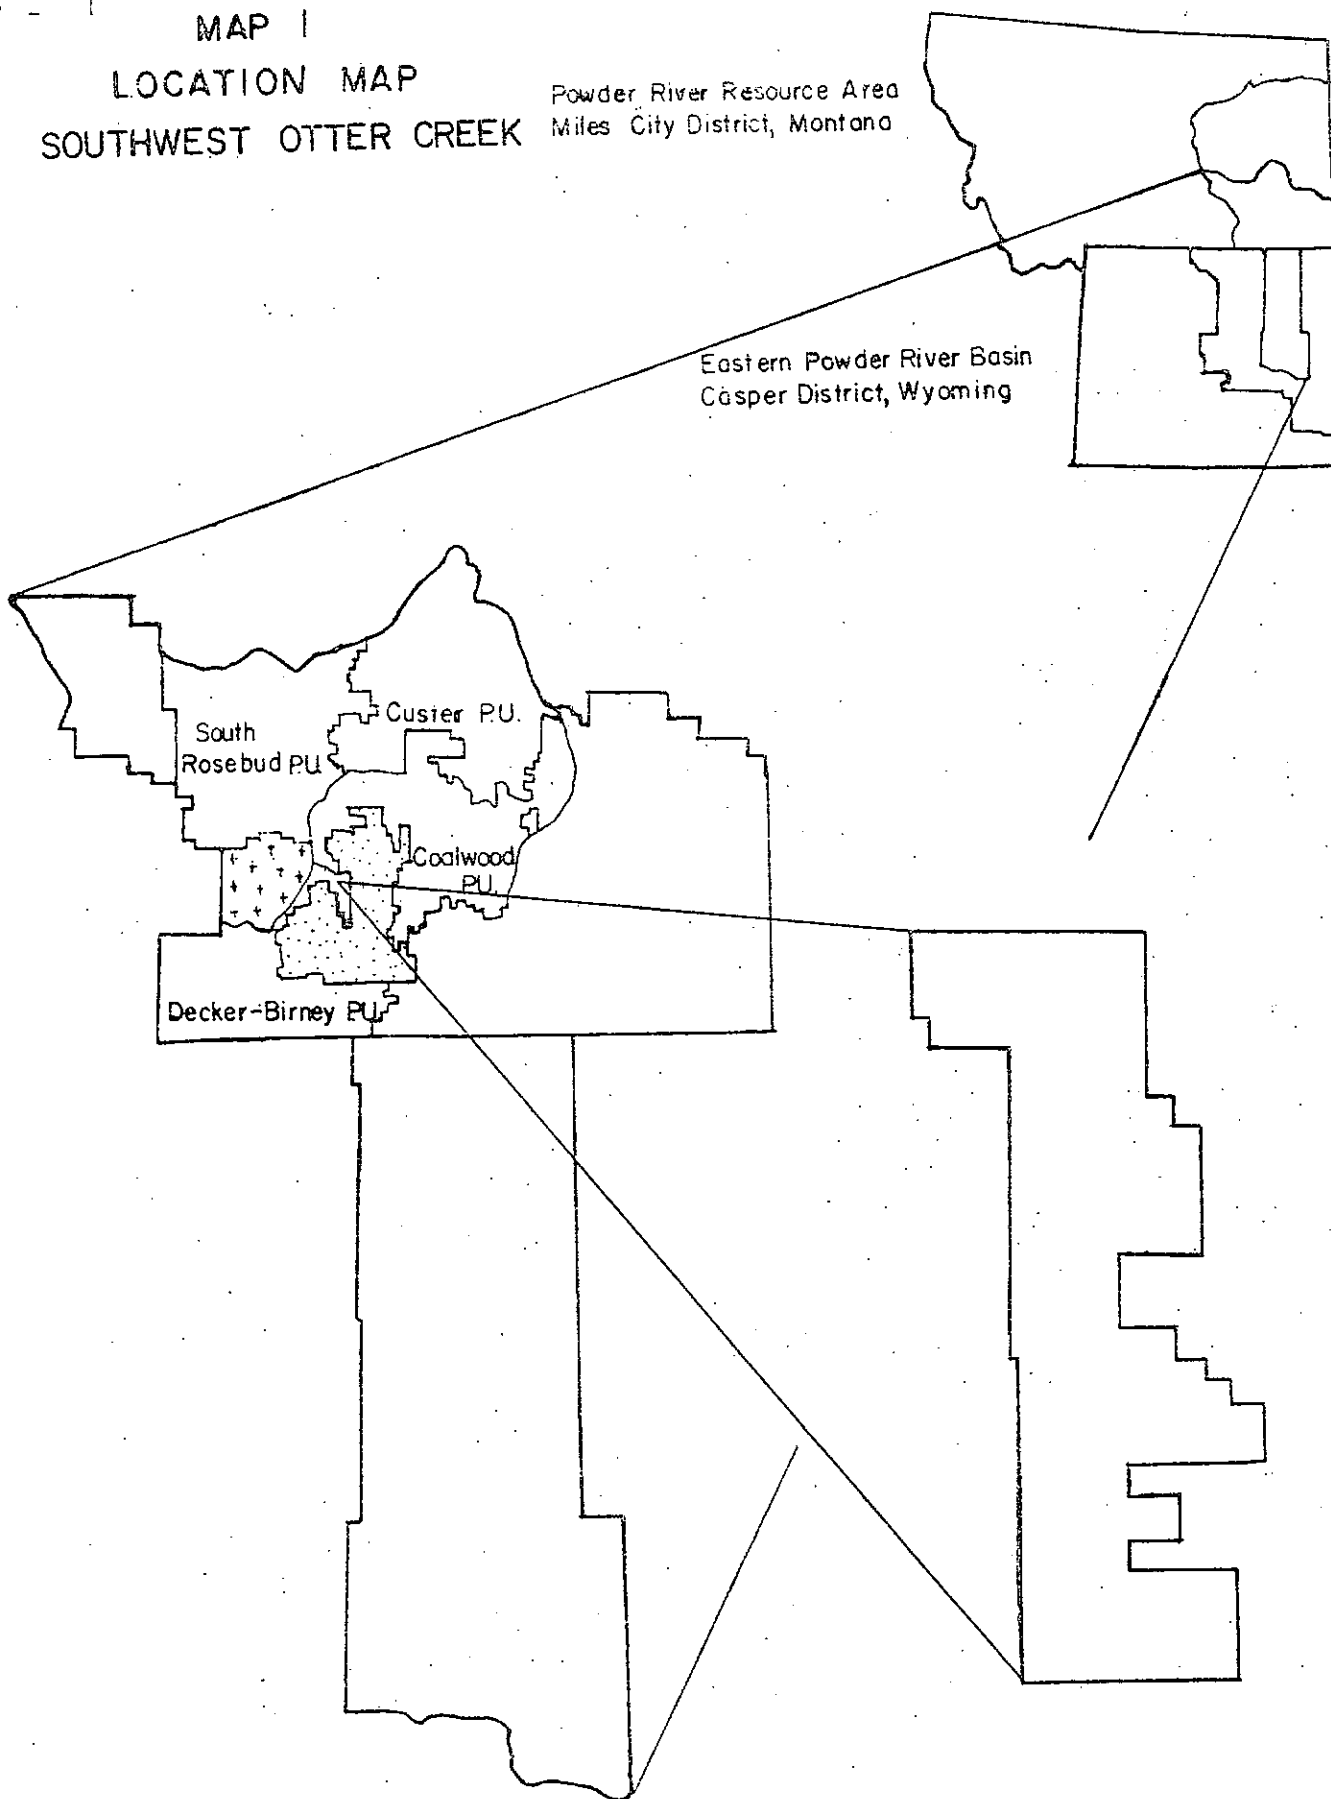 MAP 1
LOCATION MAP
SOUTHWEST OTTER CREEK
Powder River Resource Area
Miles City District, Montana
Eastern Powder River Basin
Casper District, Wyoming
South
Rosebud P.U.
Custer P.U.
Coalwood
P.U.
Decker-Birney P.U.